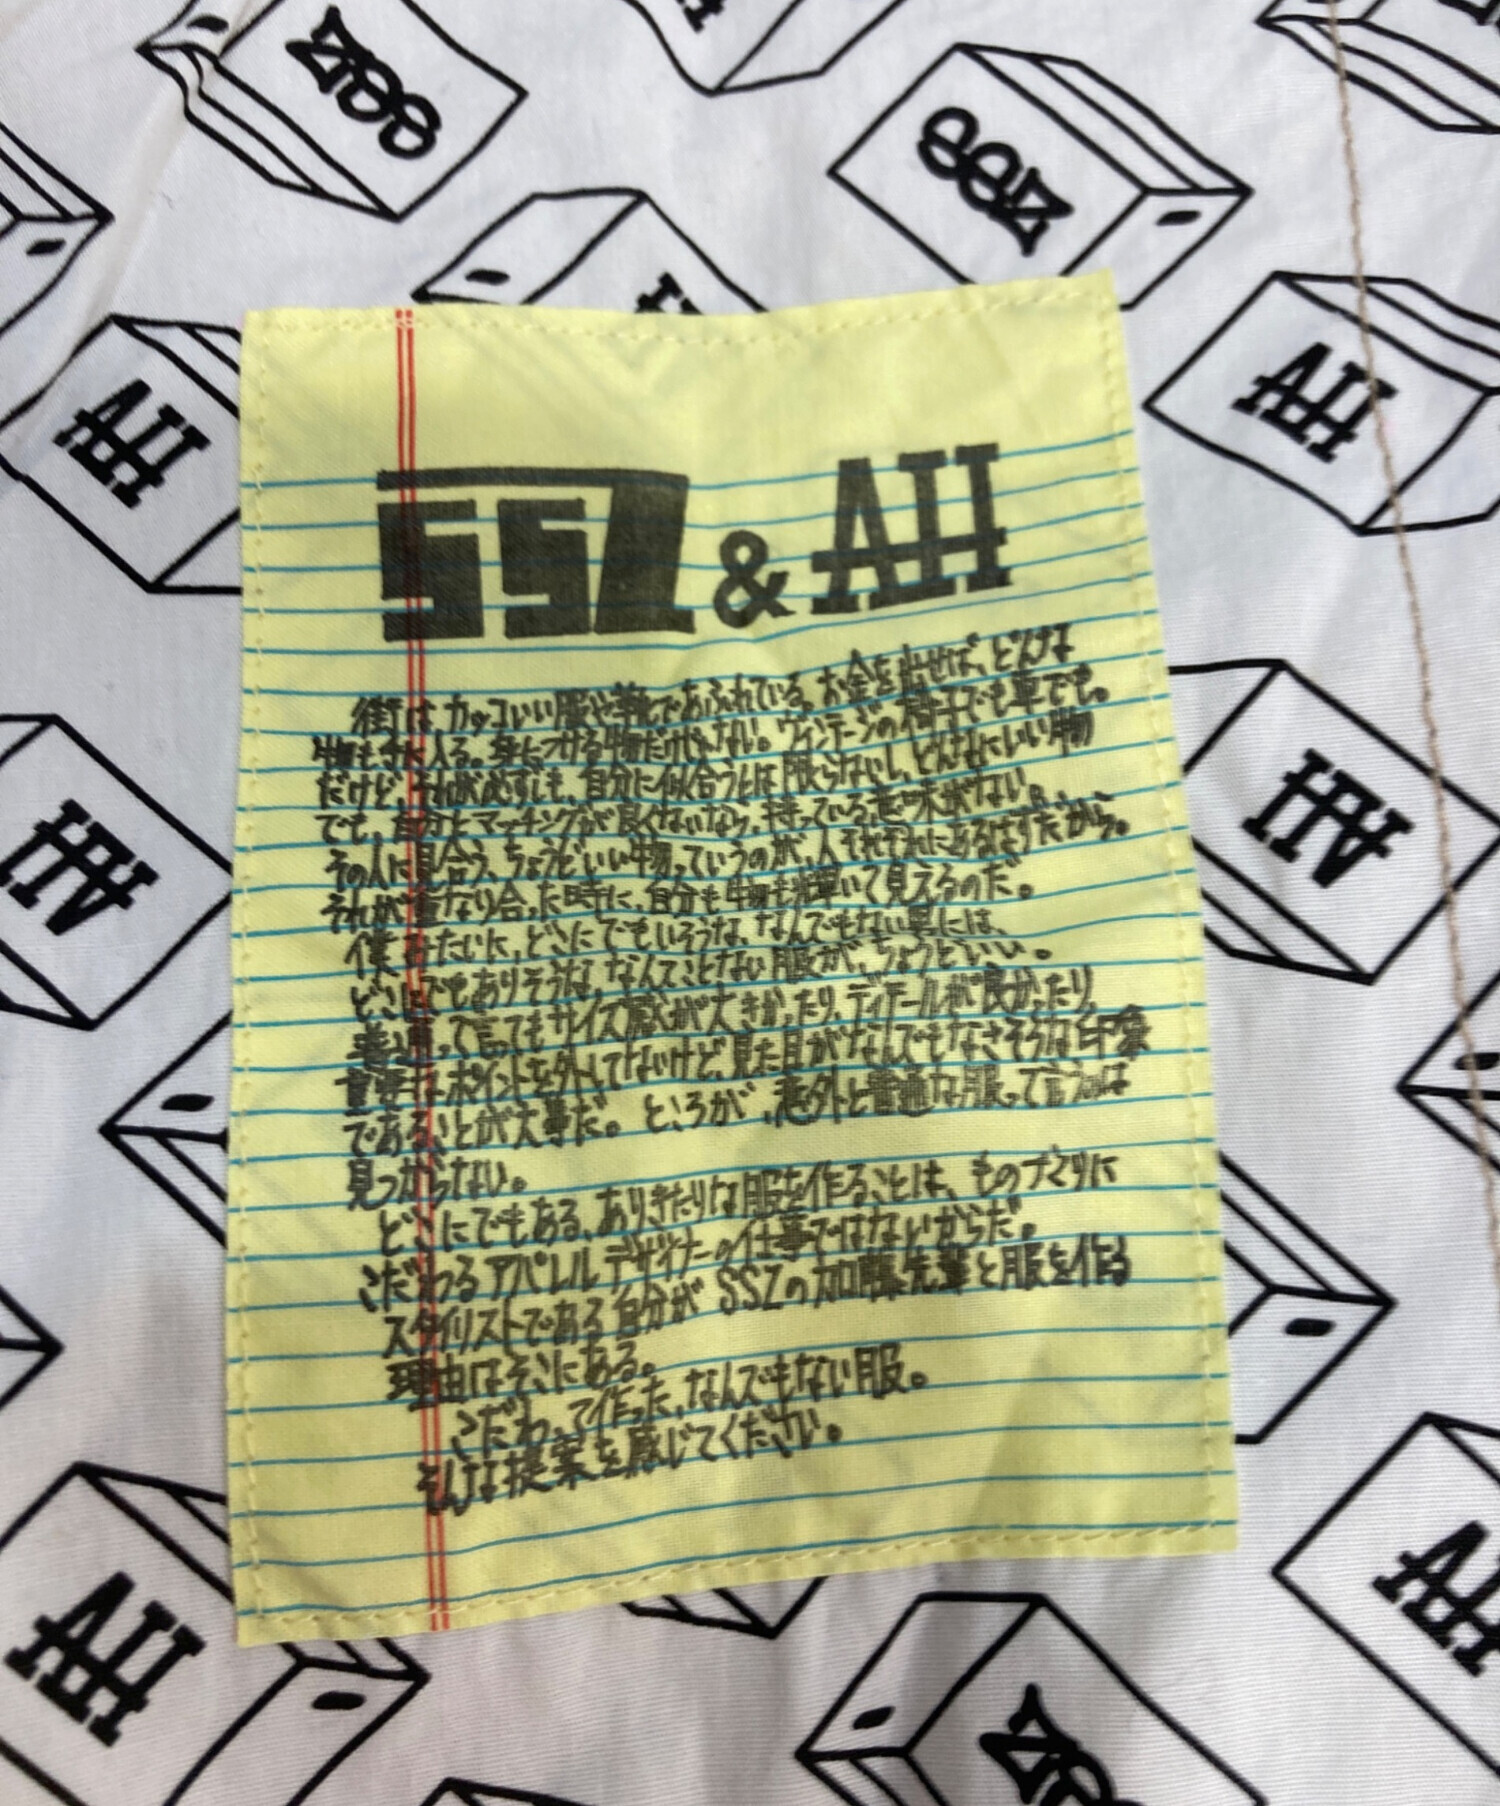 SSZ
SSZ
AH
AH
SSZ & AH
街はカッコいい服や靴であふれている。お金を出せば、どんな
物も手に入る。身につける物だけじゃない。ヴィンテージの椅子でも車でも。
だけど、それが必ずしも、自分に似合うとは限らないし、どんなにいい物
でも、自分とマッチングが良くないなら、持っている意味がない。
その人に見合う、ちょうどいい物っていうのが、人それぞれにあるはずだから。
それが重なり合った時に、自分も物も輝いて見えるのだ。
僕みたいに、どこにでもいそうな、なんでもない男には、
どこにでもありそうな、なんてことない服が、ちょうどいい。
普通って言ってもサイズ感が大きかったり、ディテールが良かったり、
重要なポイントを外してないけど、見た目がなんでもなさそうな印象
であることが大事だ。ところが、意外と普通な服って言うのは
見つからない。
どこにでもある、ありきたりな服を作ることは、ものづくりに
こだわるアパレルデザイナーの仕事ではないからだ。
スタイリストである自分が SSZの加藤先輩と服を作る
理由はそこにある。
こだわって作った、なんでもない服。
そんな提案を感じてください。
AH
AH
AH
AH
SSZ